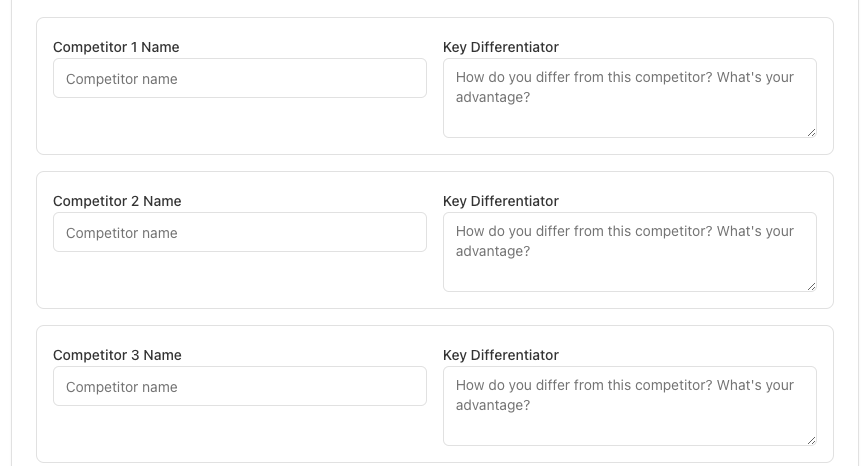 Competitor 1 Name
Key Differentiator
Competitor name
How do you differ from this competitor? What's your
advantage?
Competitor 2 Name
Key Differentiator
Competitor name
How do you differ from this competitor? What's your
advantage?
Competitor 3 Name
Key Differentiator
Competitor name
How do you differ from this competitor? What's your
advantage?